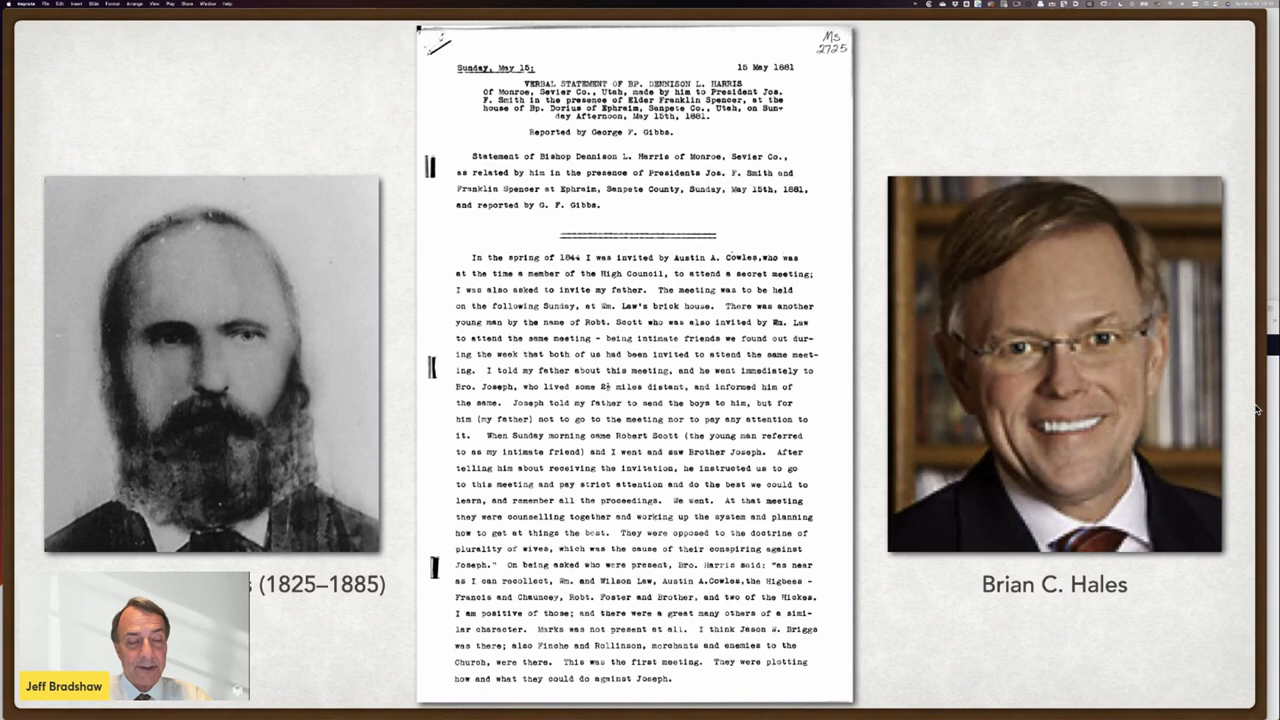 Ms
2725
Sunday, May 15;
15 May 1881
VERBAL STATEMENT OF BP. DENNISON L. HARRIS
Of Monroe, Sevier Co., Utah, made by him to President Jos.
F. Smith in the presence of Elder Franklin Spencer, at the
house of Bp. Dorius of Ephraim, Sanpete Co., Utah, on Sun-
day Afternoon, May 15th, 1881.
Reported by George F. Gibbs.
Statement of Bishop Dennison L. Harris of Monroe, Sevier Co.,
as related by him in the presence of Presidents Jos. F. Smith and
Franklin Spencer at Ephraim, Sanpete County, Sunday, May 15th, 1881,
and reported by G. F. Gibbs.
In the spring of 1844 I was invited by Austin A. Cowles,who was
at the time a member of the High Council, to attend a secret meeting;
I was also asked to invite my father. The meeting was to be held
on the following Sunday, at Wm. Law's brick house. There was another
young man by the name of Robt. Scott who was also invited by Wm. Law
to attend the same meeting - being intimate friends we found out dur-
ing the week that both of us had been invited to attend the same meet-
ing. I told my father about this meeting, and he went immediately to
Bro. Joseph, who lived some 2½ miles distant, and informed him of
the same. Joseph told my father to send the boys to him, but for
him (my father) not to go to the meeting nor to pay any attention to
it. When Sunday morning came Robert Scott (the young man referred
to as my intimate friend) and I went and saw Brother Joseph. After
telling him about receiving the invitation, he instructed us to go
to this meeting and pay strict attention and do the best we could to
learn, and remember all the proceedings. We went. At that meeting
they were counselling together and working up the system and planning
how to get at things the best. They were opposed to the doctrine of
plurality of wives, which was the cause of their conspiring against
Joseph." On being asked who were present, Bro. Harris said: "as near
as I can recollect, Wm. and Wilson Law, Austin A.Cowles,the Higbees -
Francis and Chauncey, Robt. Foster and Brother, and two of the Hickes.
I am positive of those; and there were a great many others of a simi-
lar character. Marks was not present at all. I think Jason W. Briggs
was there; also Finche and Rollinson, merchants and enemies to the
Church, were there. This was the first meeting. They were plotting
how and what they could do against Joseph.
(1825–1885)
Brian C. Hales
Jeff Bradshaw